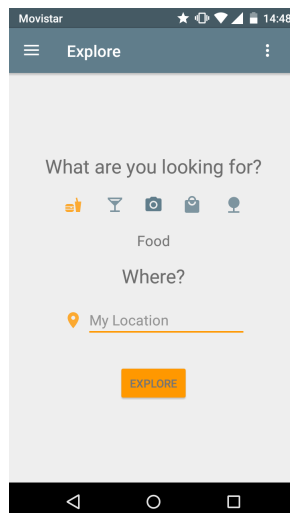 Movistar 14:48
Explore
What are you looking for?
Food
Where?
My Location
EXPLORE